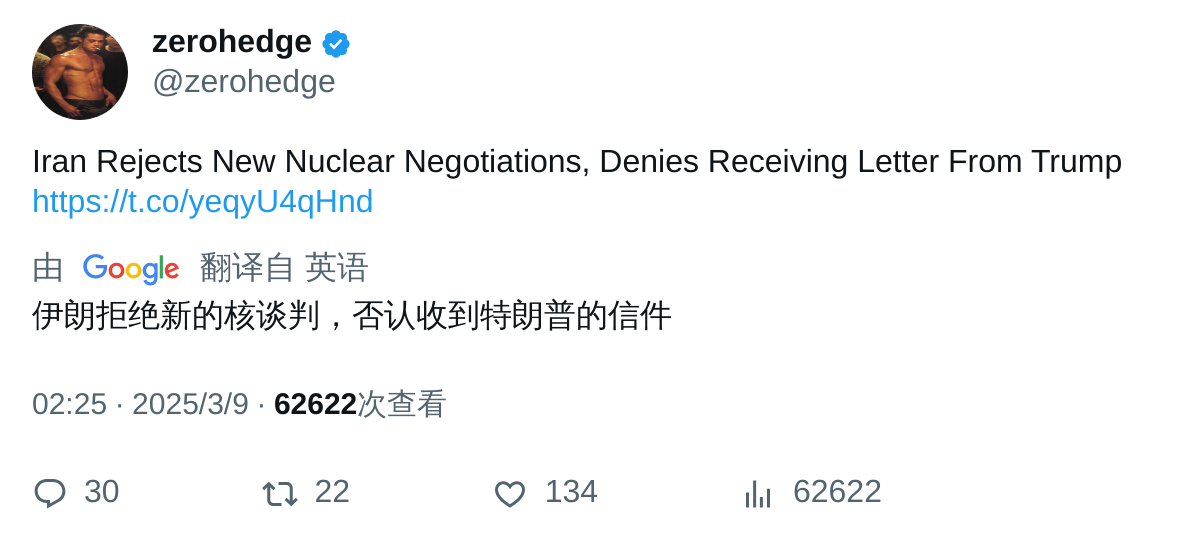 zerohedge
@zerohedge
Iran Rejects New Nuclear Negotiations, Denies Receiving Letter From Trump
https://t.co/yeqyU4qHnd
由 Google 翻译自 英语
伊朗拒绝新的核谈判，否认收到特朗普的信件
02:25 · 2025/3/9 · 62622次查看
30 22 134 62622